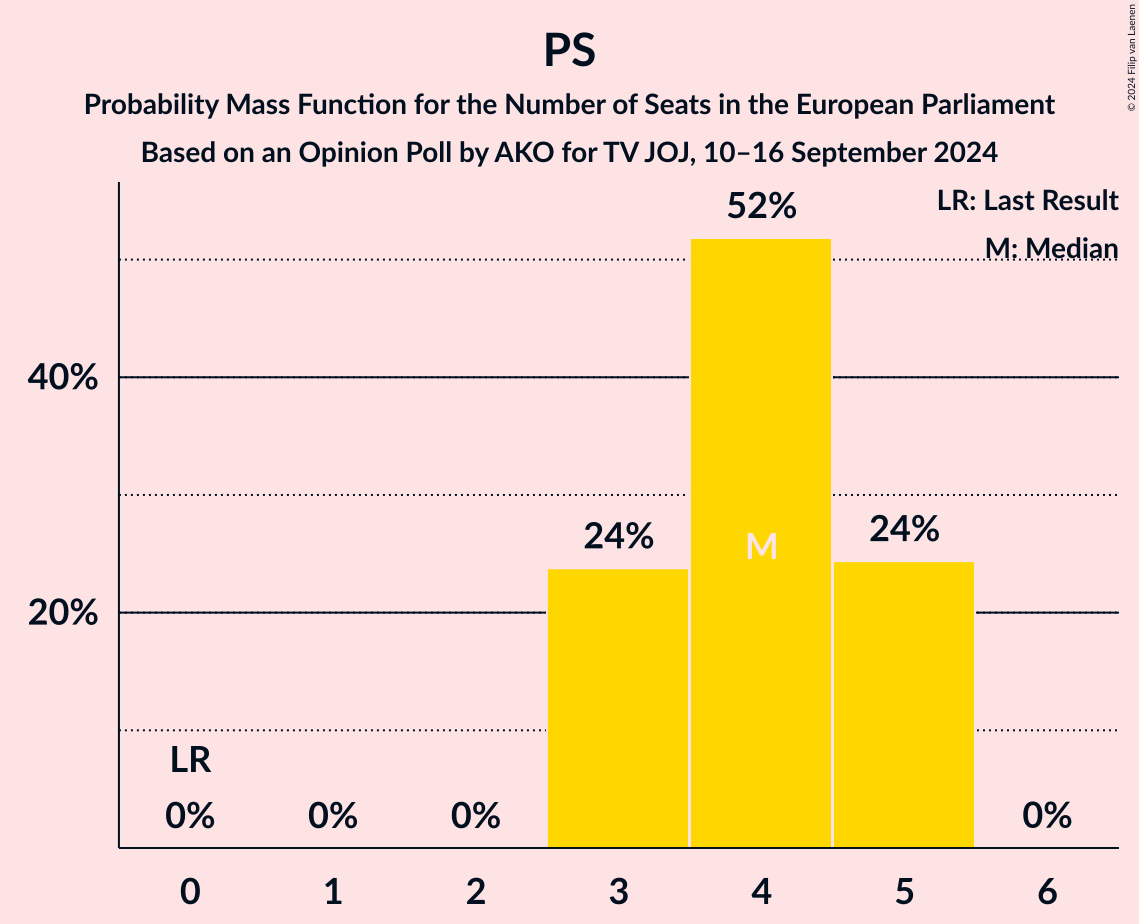 PS
Probability Mass Function for the Number of Seats in the European Parliament
Based on an Opinion Poll by AKO for TV JOJ, 10–16 September 2024
© 2024 Filip van Laenen
LR: Last Result
M: Median
52%
40%
24%
24%
M
20%
LR
0%
0%
0%
0%
0 1 2 3 4 5 6